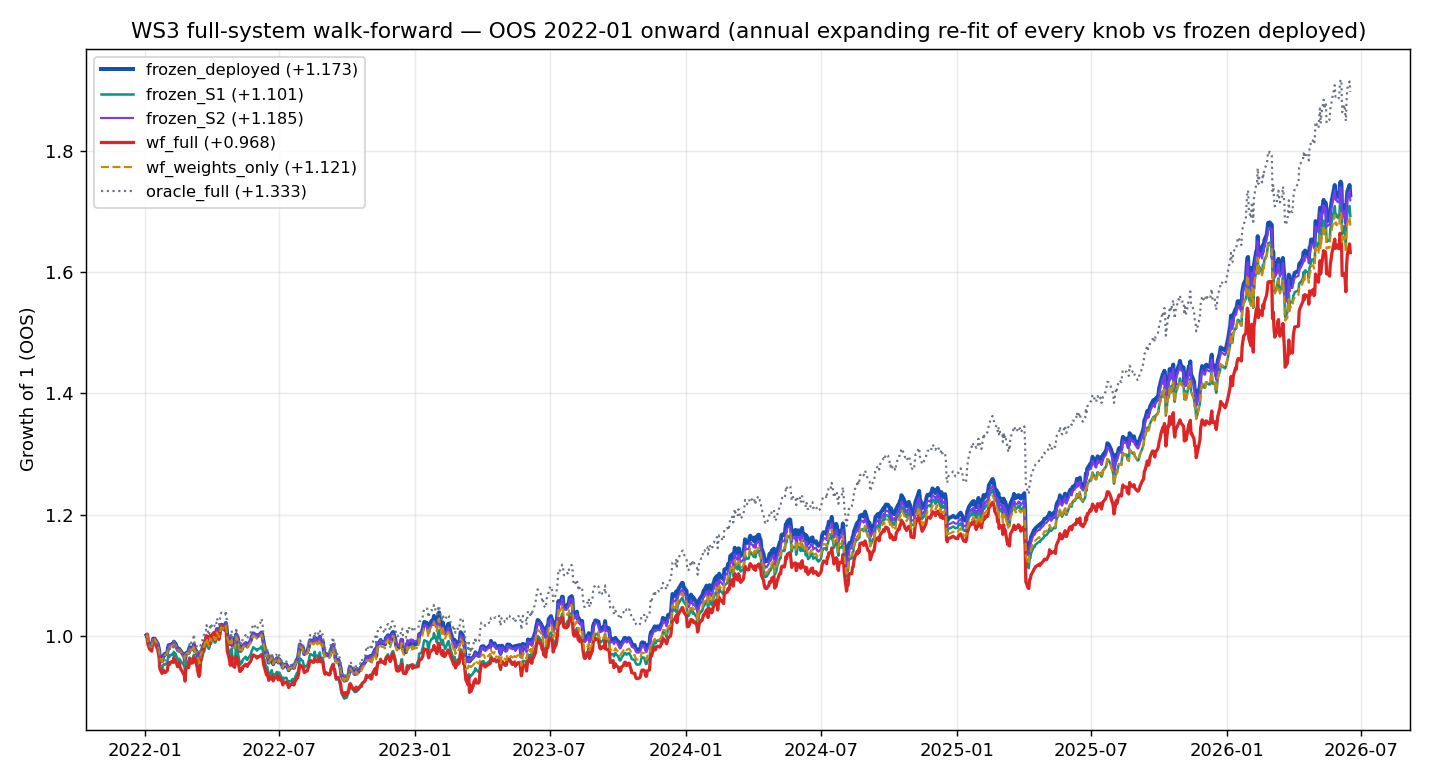 WS3 full-system walk-forward — OOS 2022-01 onward (annual expanding re-fit of every knob vs frozen deployed)
frozen_deployed (+1.173)
frozen_S1 (+1.101)
frozen_S2 (+1.185)
wf_full (+0.968)
wf_weights_only (+1.121)
oracle_full (+1.333)
Growth of 1 (OOS)
1.8
1.6
1.4
1.2
1.0
2022-01 2022-07 2023-01 2023-07 2024-01 2024-07 2025-01 2025-07 2026-01 2026-07